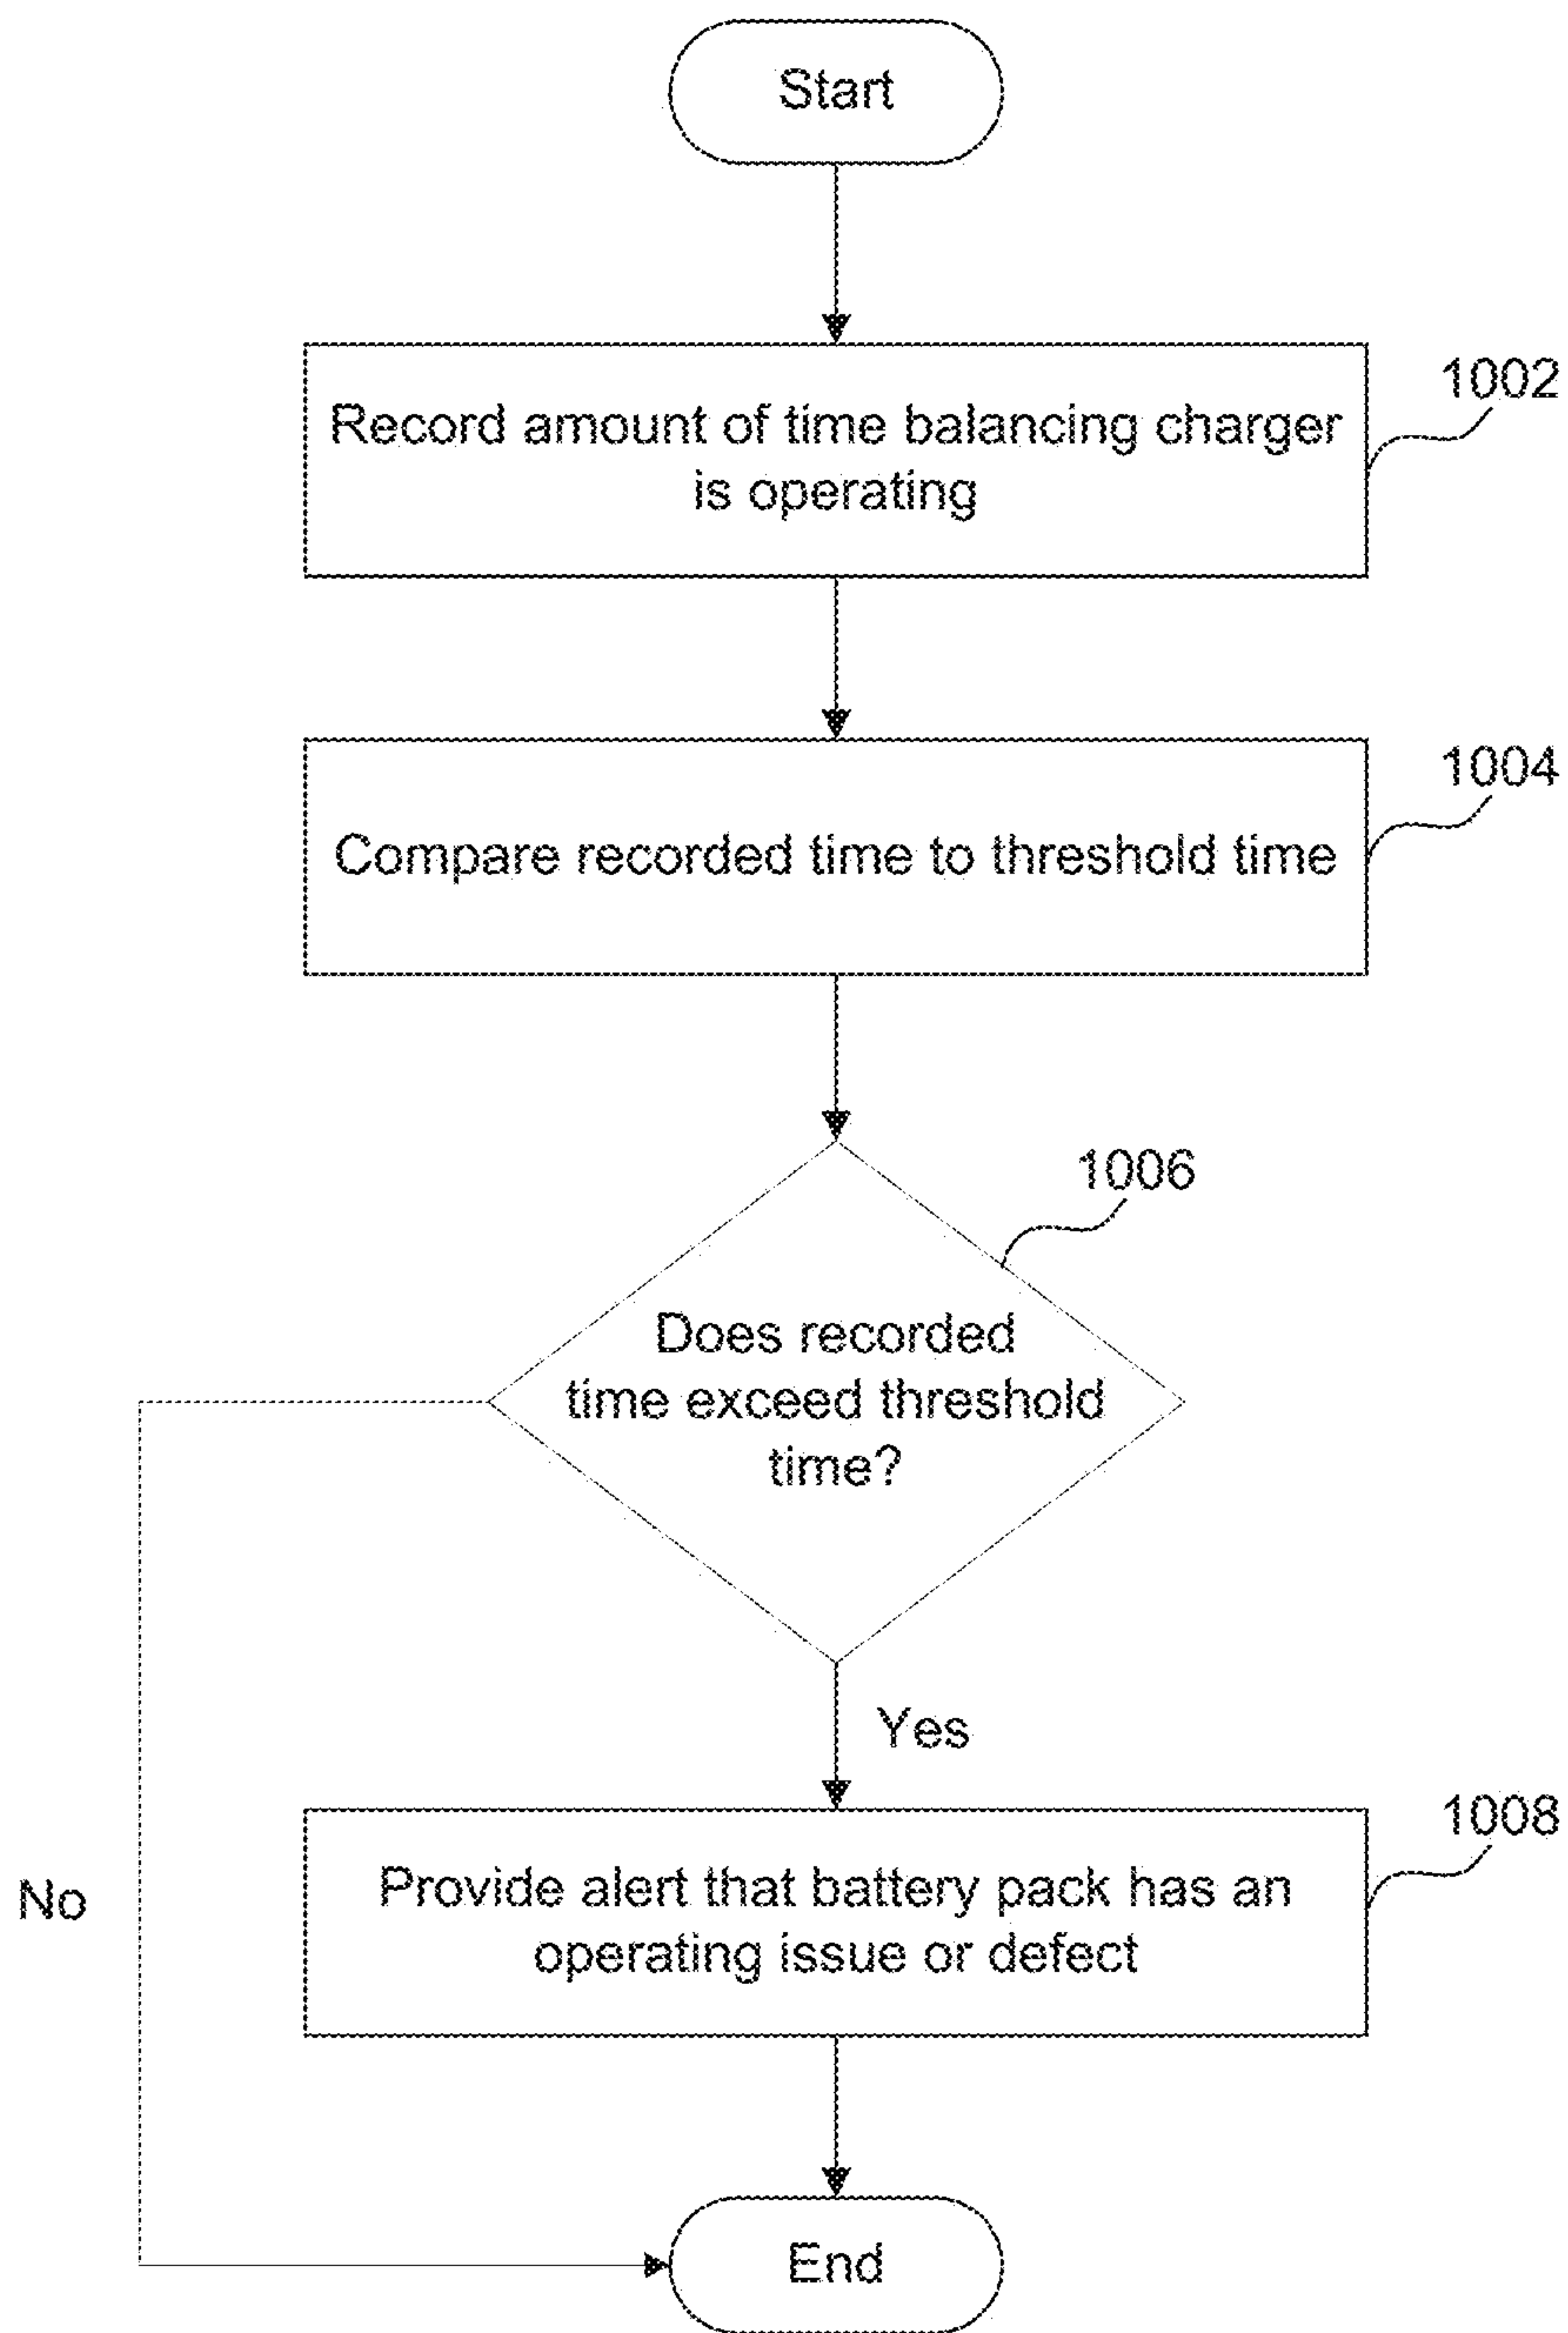 Start
1002
Record amount of time balancing charger
is operating
1004
Compare recorded time to threshold time
1006
Does recorded
time exceed threshold
time?
Yes
1008
Provide alert that battery pack has an
operating issue or defect
No
End